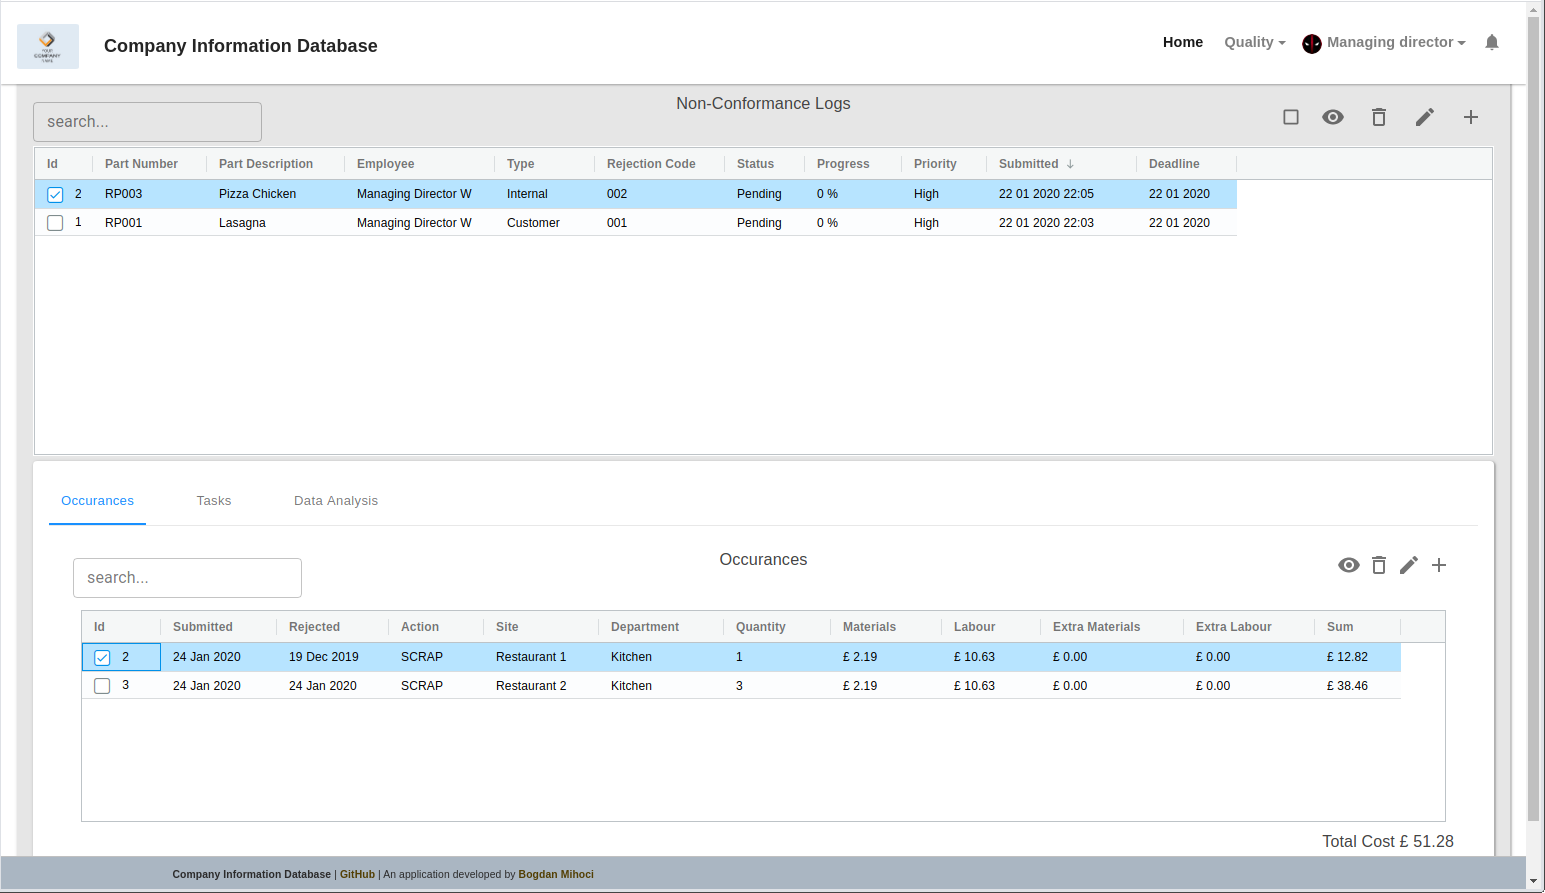 YOUR
COMPANY
NAME
Company Information Database
Home Quality Managing director
search...
Non-Conformance Logs
Id Part Number Part Description Employee Type Rejection Code Status Progress Priority Submitted Deadline
2 RP003 Pizza Chicken Managing Director W Internal 002 Pending 0 % High 22 01 2020 22:05 22 01 2020
1 RP001 Lasagna Managing Director W Customer 001 Pending 0 % High 22 01 2020 22:03 22 01 2020
Occurances Tasks Data Analysis
search...
Occurances
Id Submitted Rejected Action Site Department Quantity Materials Labour Extra Materials Extra Labour Sum
2 24 Jan 2020 19 Dec 2019 SCRAP Restaurant 1 Kitchen 1 £ 2.19 £ 10.63 £ 0.00 £ 0.00 £ 12.82
3 24 Jan 2020 24 Jan 2020 SCRAP Restaurant 2 Kitchen 3 £ 2.19 £ 10.63 £ 0.00 £ 0.00 £ 38.46
Total Cost £ 51.28
Company Information Database | GitHub | An application developed by Bogdan Mihoci